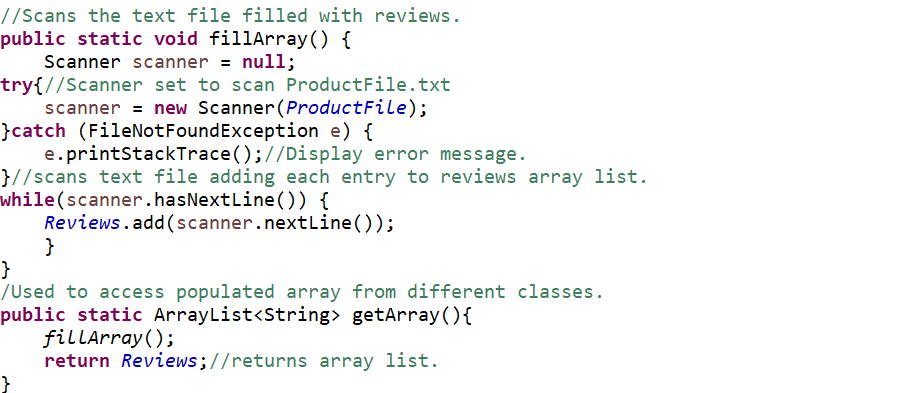 //Scans the text file filled with reviews.
public static void fillArray() {
    Scanner scanner = null;
try{//Scanner set to scan ProductFile.txt
    scanner = new Scanner(ProductFile);
}catch (FileNotFoundException e) {
    e.printStackTrace();//Display error message.
}//scans text file adding each entry to reviews array list.
while(scanner.hasNextLine()) {
    Reviews.add(scanner.nextLine());
    }
}
/Used to access populated array from different classes.
public static ArrayList<String> getArray(){
    fillArray();
    return Reviews;//returns array list.
}